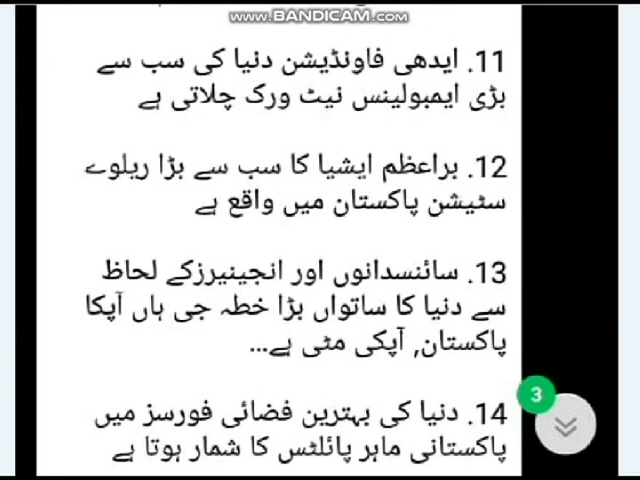 WWW.BANDICAM.COM
11. ایدھی فاونڈیشن دنیا کی سب سے
بڑی ایمبولینس نیٹ ورک چلاتی ہے
12. براعظم ایشیا کا سب سے بڑا ریلوے
سٹیشن پاکستان میں واقع ہے
13. سائنسدانوں اور انجینیرزکے لحاظ
سے دنیا کا ساتواں بڑا خطہ جی ہاں آپکا
پاکستان, آپکی مٹی ہے...
3
14. دنیا کی بہترین فضائی فورسز میں
پاکستانی ماہر پائلٹس کا شمار ہوتا ہے